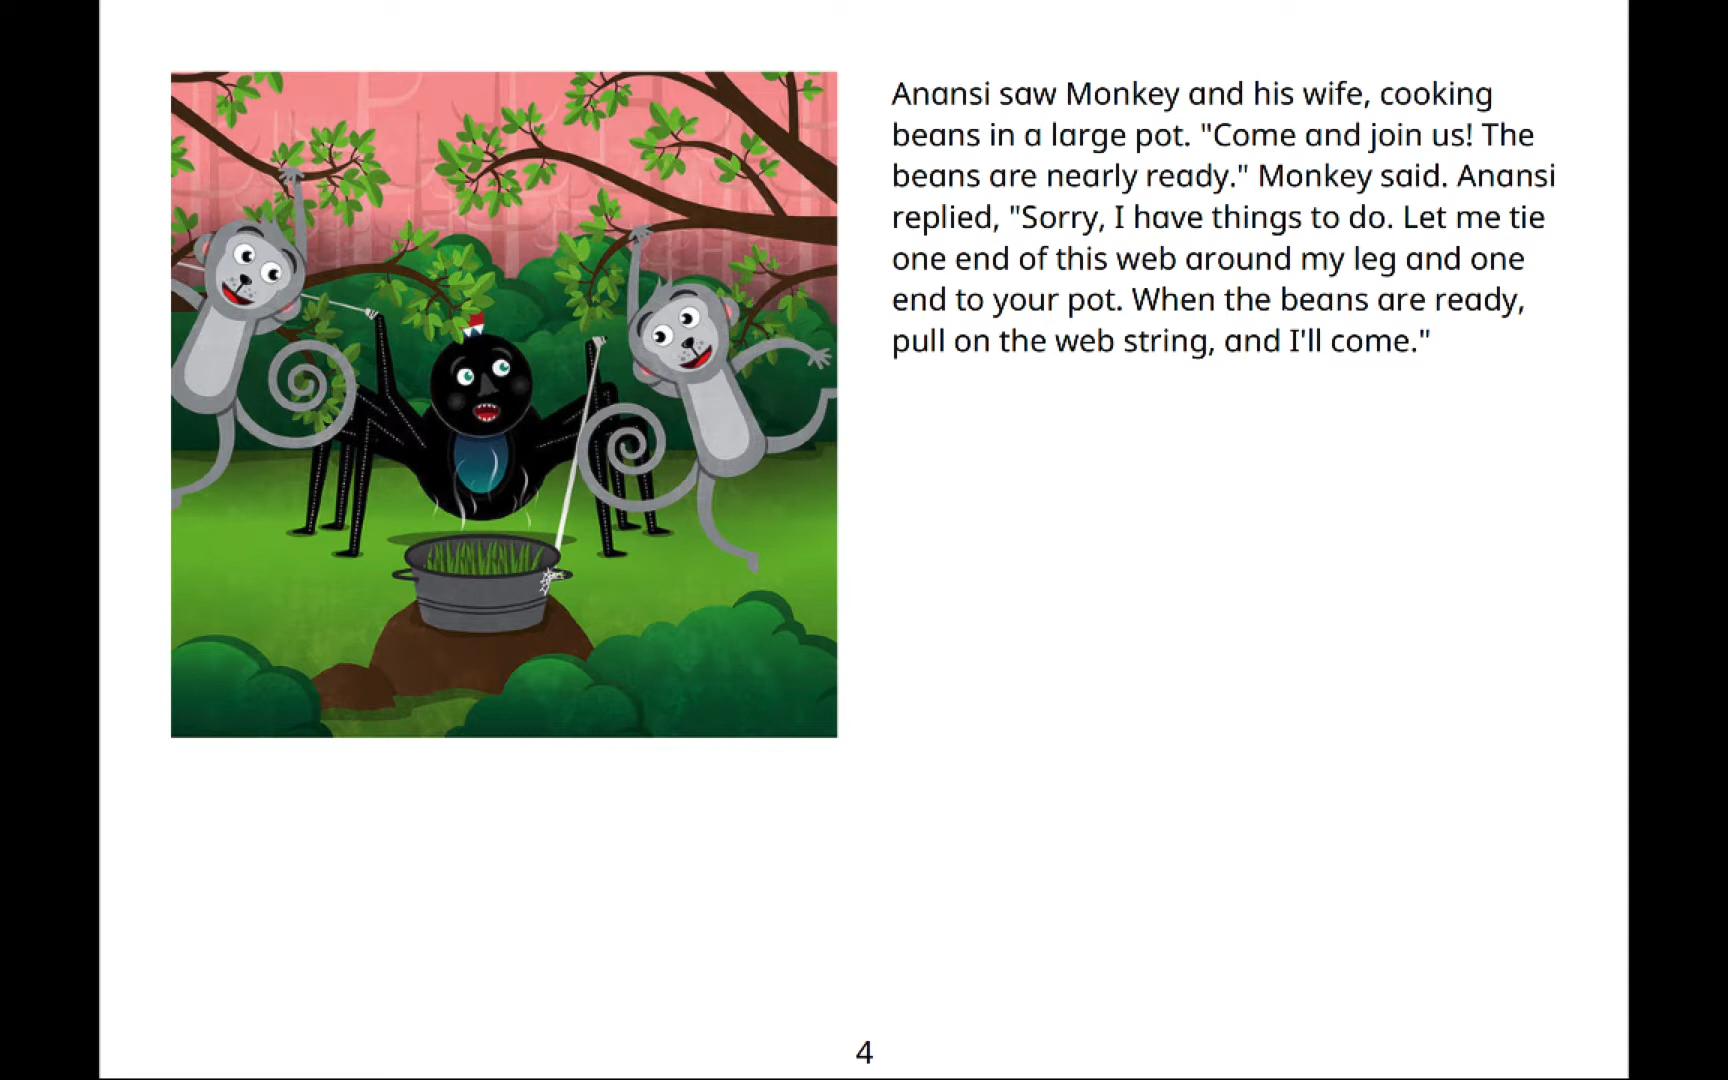 Anansi saw Monkey and his wife, cooking
beans in a large pot. "Come and join us! The
beans are nearly ready." Monkey said. Anansi
replied, "Sorry, I have things to do. Let me tie
one end of this web around my leg and one
end to your pot. When the beans are ready,
pull on the web string, and I'll come."
4